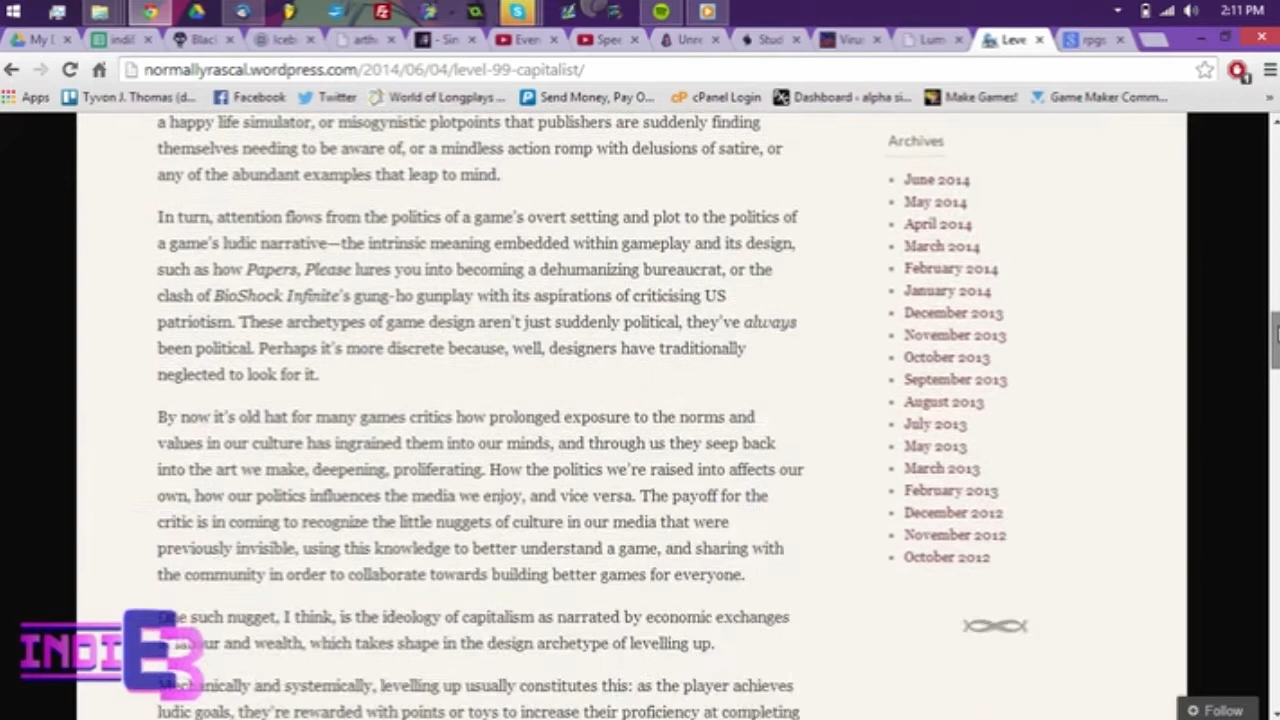 2:11 PM
My I
indi
Blac
Iceb
arth
- Sin
Even
Spee
Unre
Stud
Virus
Lum
Leve
rpgs
normallyrascal.wordpress.com/2014/06/04/level-99-capitalist/
Apps
Tyvon J. Thomas (d...
Facebook
Twitter
World of Longplays ...
Send Money, Pay O...
cPanel Login
Dashboard - alpha si...
Make Games!
Game Maker Comm...
»
a happy life simulator, or misogynistic plotpoints that publishers are suddenly finding
themselves needing to be aware of, or a mindless action romp with delusions of satire, or
any of the abundant examples that leap to mind.
In turn, attention flows from the politics of a game's overt setting and plot to the politics of
a game's ludic narrative—the intrinsic meaning embedded within gameplay and its design,
such as how Papers, Please lures you into becoming a dehumanizing bureaucrat, or the
clash of BioShock Infinite's gung-ho gunplay with its aspirations of criticising US
patriotism. These archetypes of game design aren't just suddenly political, they've always
been political. Perhaps it's more discrete because, well, designers have traditionally
neglected to look for it.
By now it's old hat for many games critics how prolonged exposure to the norms and
values in our culture has ingrained them into our minds, and through us they seep back
into the art we make, deepening, proliferating. How the politics we're raised into affects our
own, how our politics influences the media we enjoy, and vice versa. The payoff for the
critic is in coming to recognize the little nuggets of culture in our media that were
previously invisible, using this knowledge to better understand a game, and sharing with
the community in order to collaborate towards building better games for everyone.
such nugget, I think, is the ideology of capitalism as narrated by economic exchanges
and wealth, which takes shape in the design archetype of levelling up.
Mechanically and systemically, levelling up usually constitutes this: as the player achieves
ludic goals, they're rewarded with points or toys to increase their proficiency at completing
Archives
June 2014
May 2014
April 2014
March 2014
February 2014
January 2014
December 2013
November 2013
October 2013
September 2013
August 2013
July 2013
May 2013
March 2013
February 2013
December 2012
November 2012
October 2012
INDIE3
Follow